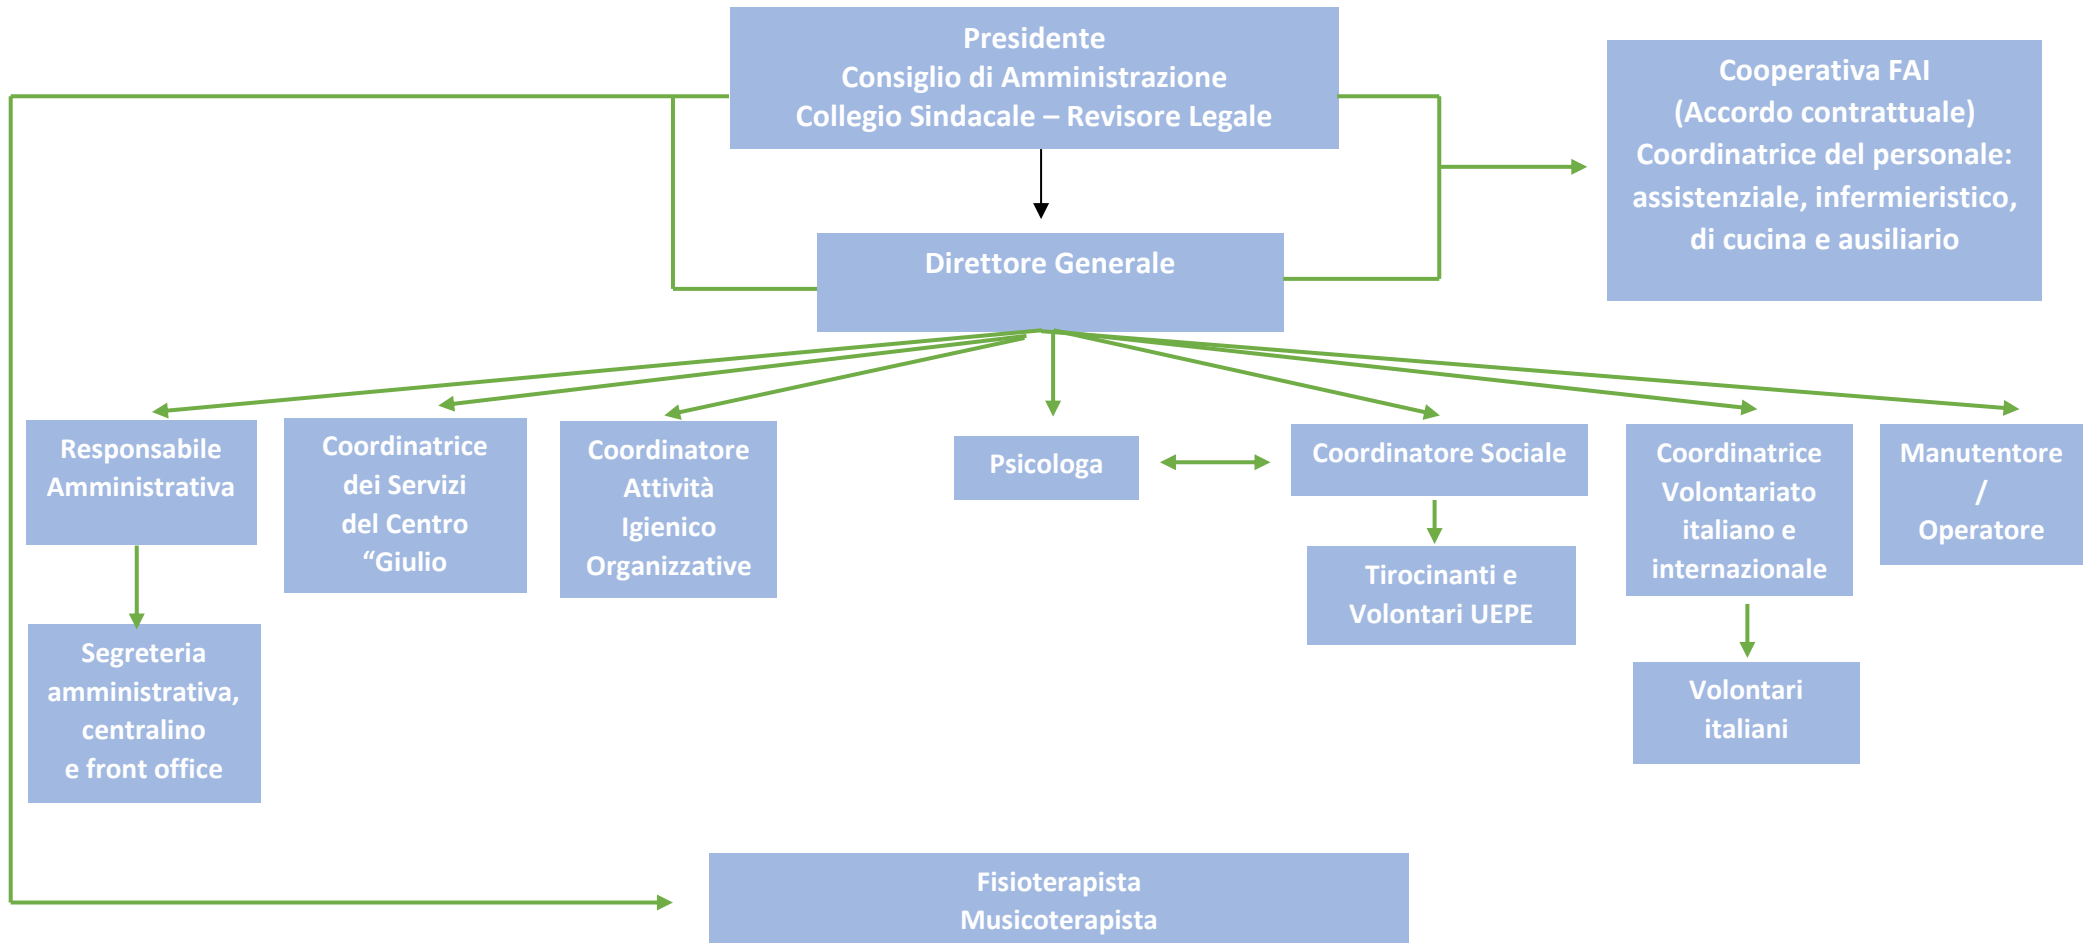 Presidente
Consiglio di Amministrazione
Collegio Sindacale – Revisore Legale
Cooperativa FAI
(Accordo contrattuale)
Coordinatrice del personale:
assistenziale, infermieristico,
di cucina e ausiliario
Direttore Generale
Responsabile
Amministrativa
Coordinatrice
dei Servizi
del Centro
“Giulio
Coordinatore
Attività
Igienico
Organizzative
Psicologa
Coordinatore Sociale
Coordinatrice
Volontariato
italiano e
internazionale
Manutentore
/
Operatore
Segreteria
amministrativa,
centralino
e front office
Tirocinanti e
Volontari UEPE
Volontari
italiani
Fisioterapista
Musicoterapista